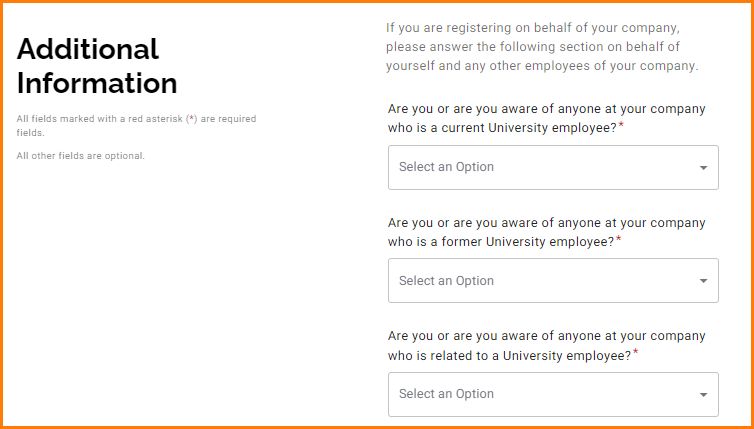 Additional
Information
All fields marked with a red asterisk (*) are required
fields.
All other fields are optional.
If you are registering on behalf of your company,
please answer the following section on behalf of
yourself and any other employees of your company.
Are you or are you aware of anyone at your company
who is a current University employee?*
Select an Option
Are you or are you aware of anyone at your company
who is a former University employee?*
Select an Option
Are you or are you aware of anyone at your company
who is related to a University employee?*
Select an Option